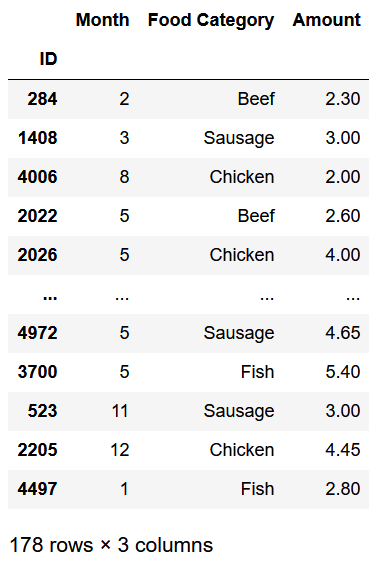 Month Food Category Amount
ID
284 2 Beef 2.30
1408 3 Sausage 3.00
4006 8 Chicken 2.00
2022 5 Beef 2.60
2026 5 Chicken 4.00
... ... ... ...
4972 5 Sausage 4.65
3700 5 Fish 5.40
523 11 Sausage 3.00
2205 12 Chicken 4.45
4497 1 Fish 2.80
178 rows × 3 columns